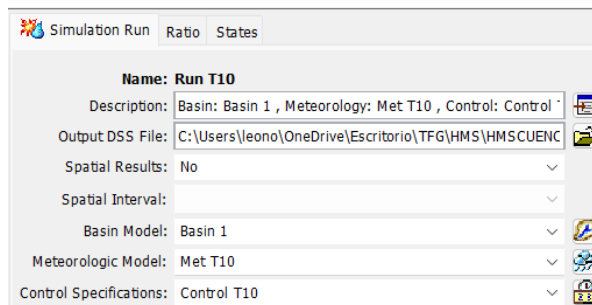 Simulation Run Ratio States
Name: Run T10
Description: Basin: Basin 1 , Meteorology: Met T10 , Control: Control
Output DSS File: C:\Users\leono\OneDrive\Escritorio\TFG\HMS\HMSCUENC
Spatial Results: No
Spatial Interval:
Basin Model: Basin 1
Meteorologic Model: Met T10
Control Specifications: Control T10